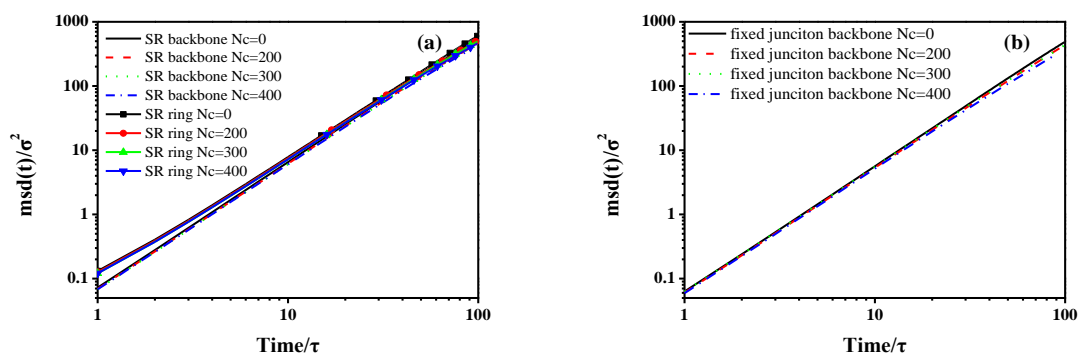 1000
100
10
1
0.1
msd(t)/σ²
SR backbone Nc=0
SR backbone Nc=200
SR backbone Nc=300
SR backbone Nc=400
SR ring Nc=0
SR ring Nc=200
SR ring Nc=300
SR ring Nc=400
(a)
1
10
100
Time/τ
1000
100
10
1
0.1
msd(t)/σ²
fixed junciton backbone Nc=0
fixed junciton backbone Nc=200
fixed junciton backbone Nc=300
fixed junciton backbone Nc=400
(b)
1
10
100
Time/τ